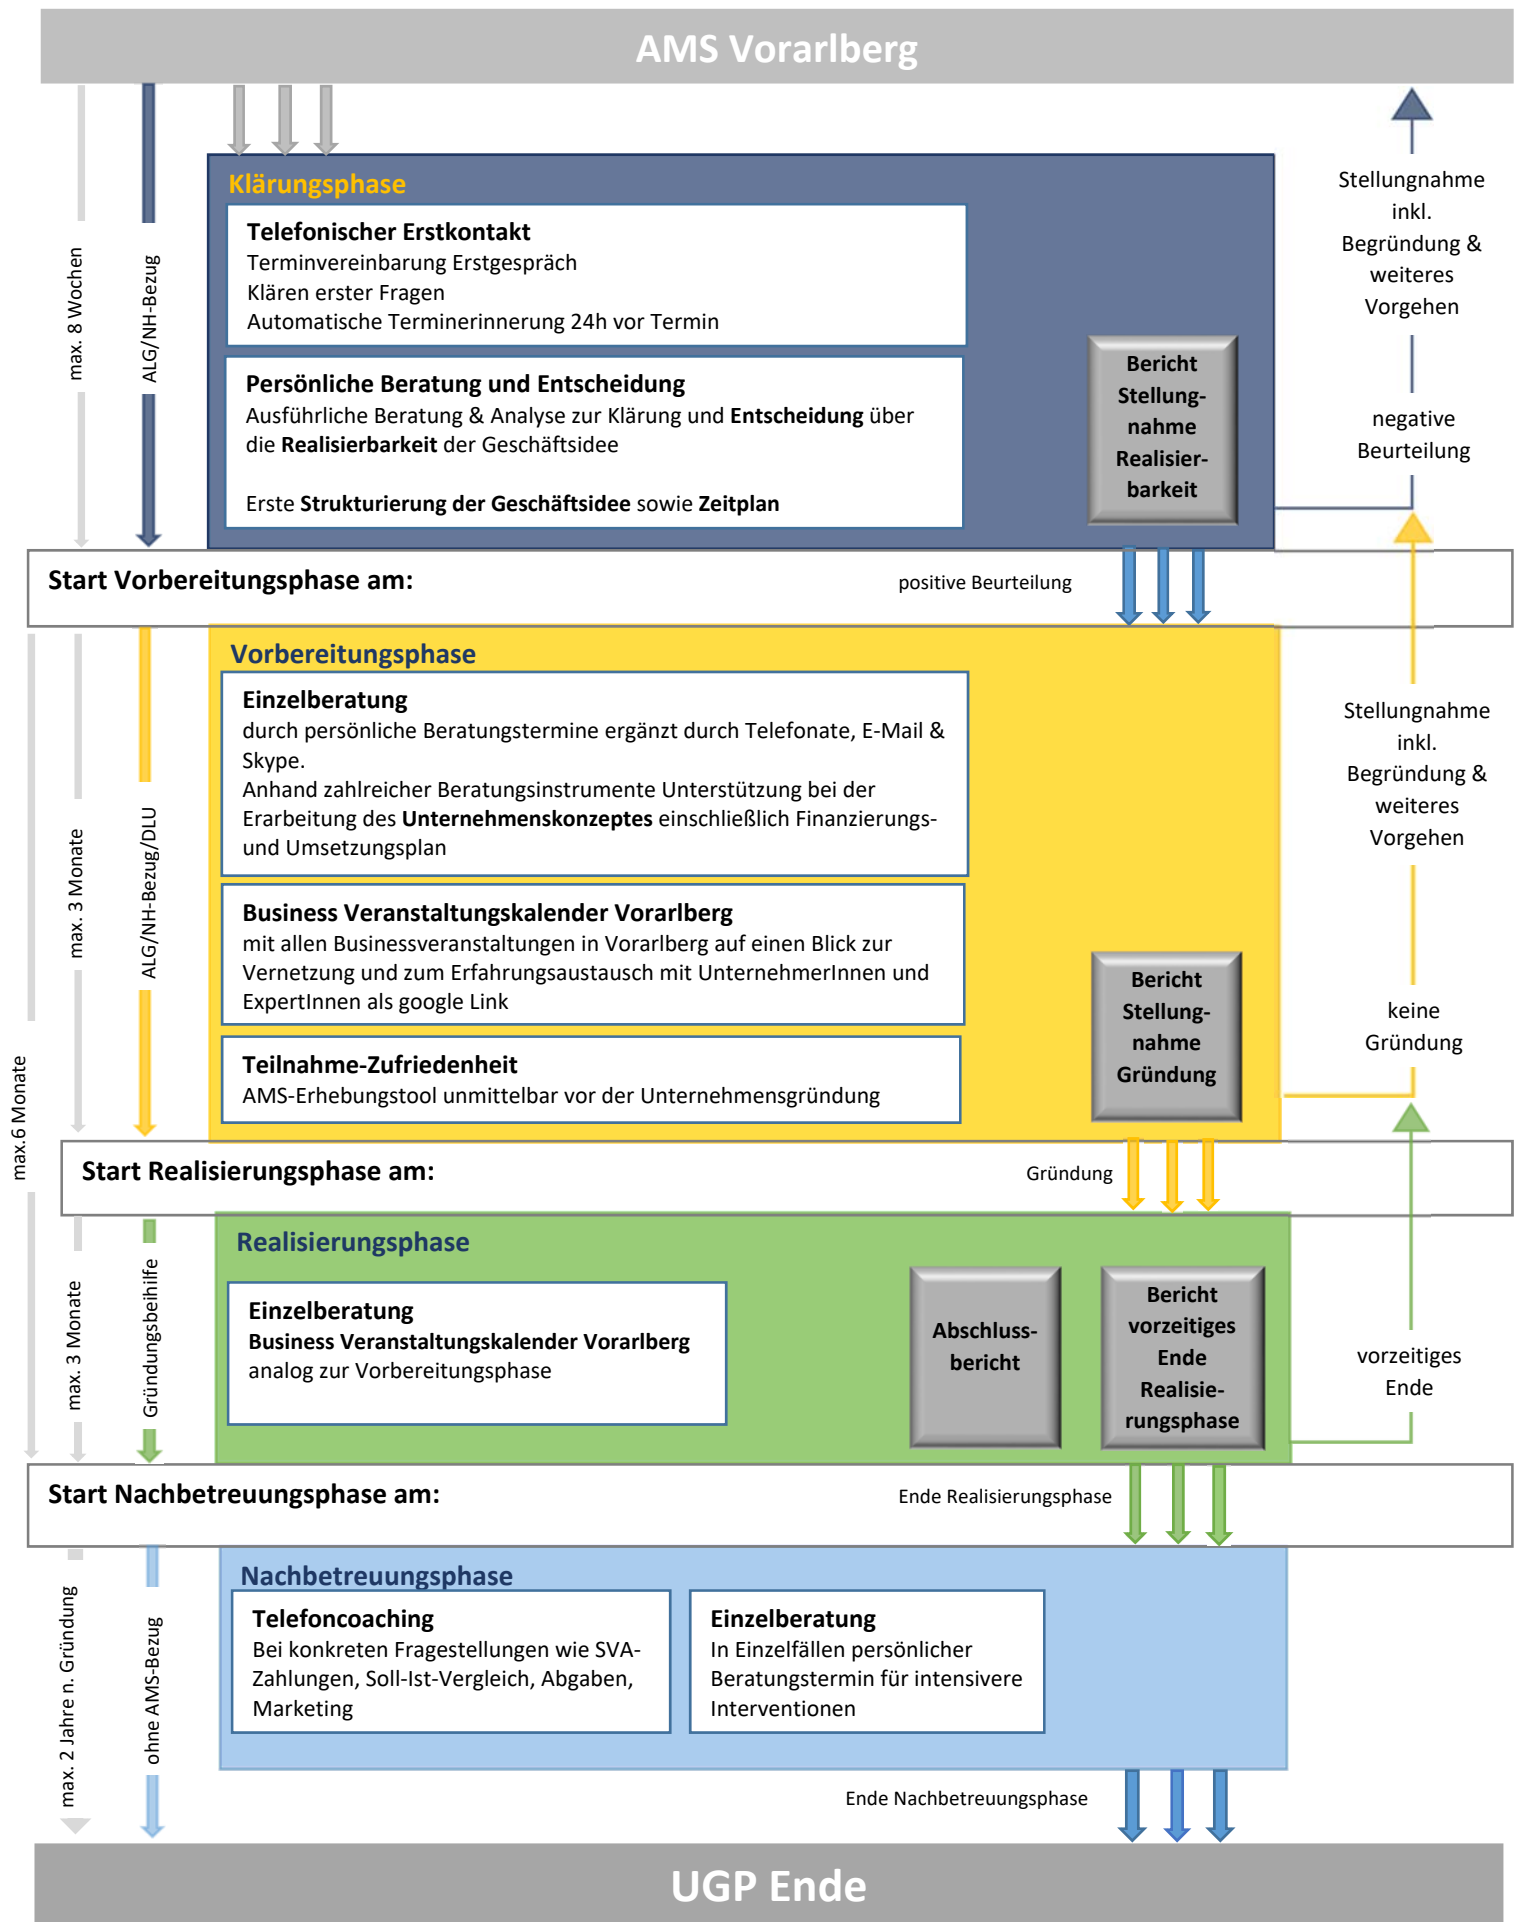 AMS Vorarlberg
max. 8 Wochen
ALG/NH-Bezug
Klärungsphase
Telefonischer Erstkontakt
Terminvereinbarung Erstgespräch
Klären erster Fragen
Automatische Terminerinnerung 24h vor Termin
Persönliche Beratung und Entscheidung
Ausführliche Beratung & Analyse zur Klärung und Entscheidung über
die Realisierbarkeit der Geschäftsidee
Erste Strukturierung der Geschäftsidee sowie Zeitplan
Bericht
Stellung-
nahme
Realisier-
barkeit
Stellungnahme
inkl.
Begründung &
weiteres
Vorgehen
negative
Beurteilung
Start Vorbereitungsphase am:
positive Beurteilung
max.6 Monate
max. 3 Monate
ALG/NH-Bezug/DLU
Vorbereitungsphase
Einzelberatung
durch persönliche Beratungstermine ergänzt durch Telefonate, E-Mail &
Skype.
Anhand zahlreicher Beratungsinstrumente Unterstützung bei der
Erarbeitung des Unternehmenskonzeptes einschließlich Finanzierungs-
und Umsetzungsplan
Business Veranstaltungskalender Vorarlberg
mit allen Businessveranstaltungen in Vorarlberg auf einen Blick zur
Vernetzung und zum Erfahrungsaustausch mit UnternehmerInnen und
ExpertInnen als google Link
Teilnahme-Zufriedenheit
AMS-Erhebungstool unmittelbar vor der Unternehmensgründung
Bericht
Stellung-
nahme
Gründung
Stellungnahme
inkl.
Begründung &
weiteres
Vorgehen
keine
Gründung
Start Realisierungsphase am:
Gründung
max. 3 Monate
Gründungsbeihilfe
Realisierungsphase
Einzelberatung
Business Veranstaltungskalender Vorarlberg
analog zur Vorbereitungsphase
Abschluss-
bericht
Bericht
vorzeitiges
Ende
Realisie-
rungsphase
vorzeitiges
Ende
Start Nachbetreuungsphase am:
Ende Realisierungsphase
max. 2 Jahre n. Gründung
ohne AMS-Bezug
Nachbetreuungsphase
Telefoncoaching
Bei konkreten Fragestellungen wie SVA-
Zahlungen, Soll-Ist-Vergleich, Abgaben,
Marketing
Einzelberatung
In Einzelfällen persönlicher
Beratungstermin für intensivere
Interventionen
Ende Nachbetreuungsphase
UGP Ende